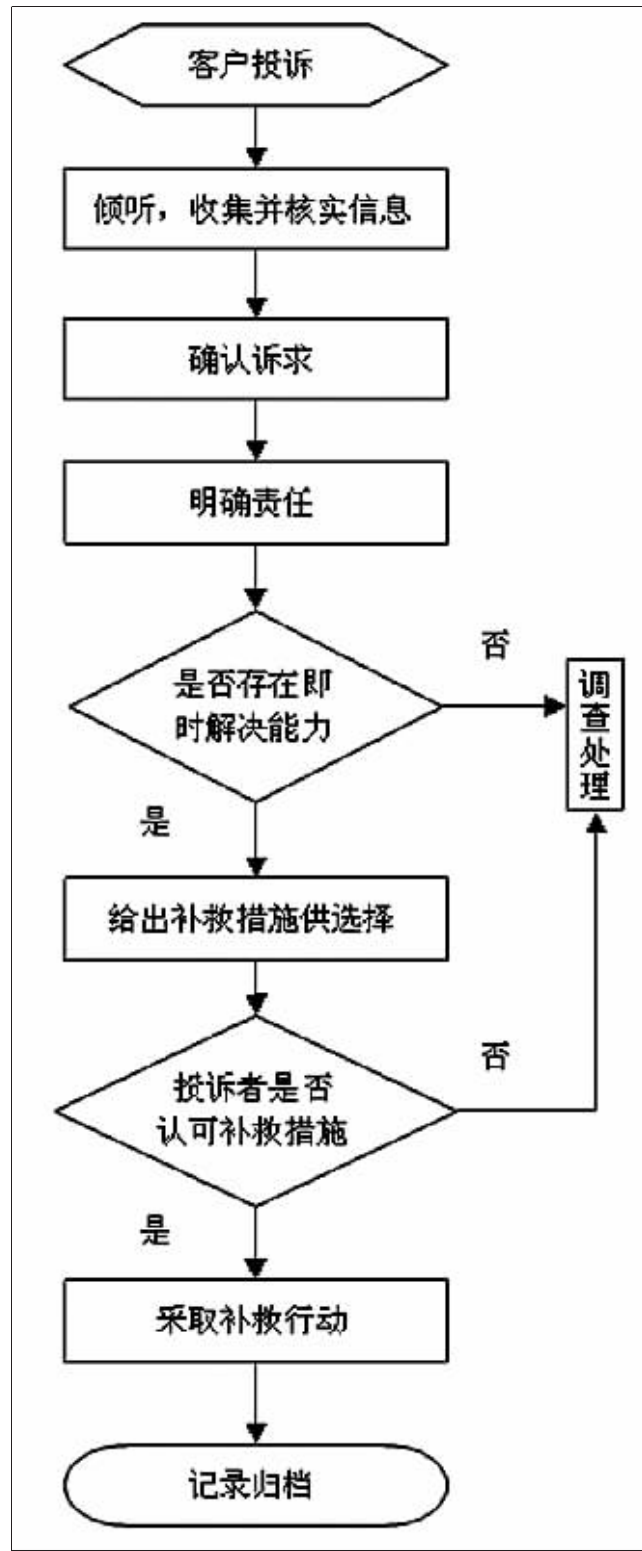 客户投诉
倾听，收集并核实信息
确认诉求
明确责任
是否存在即
时解决能力
否
调
查
处
理
是
给出补救措施供选择
投诉者是否
认可补救措施
否
是
采取补救行动
记录归档